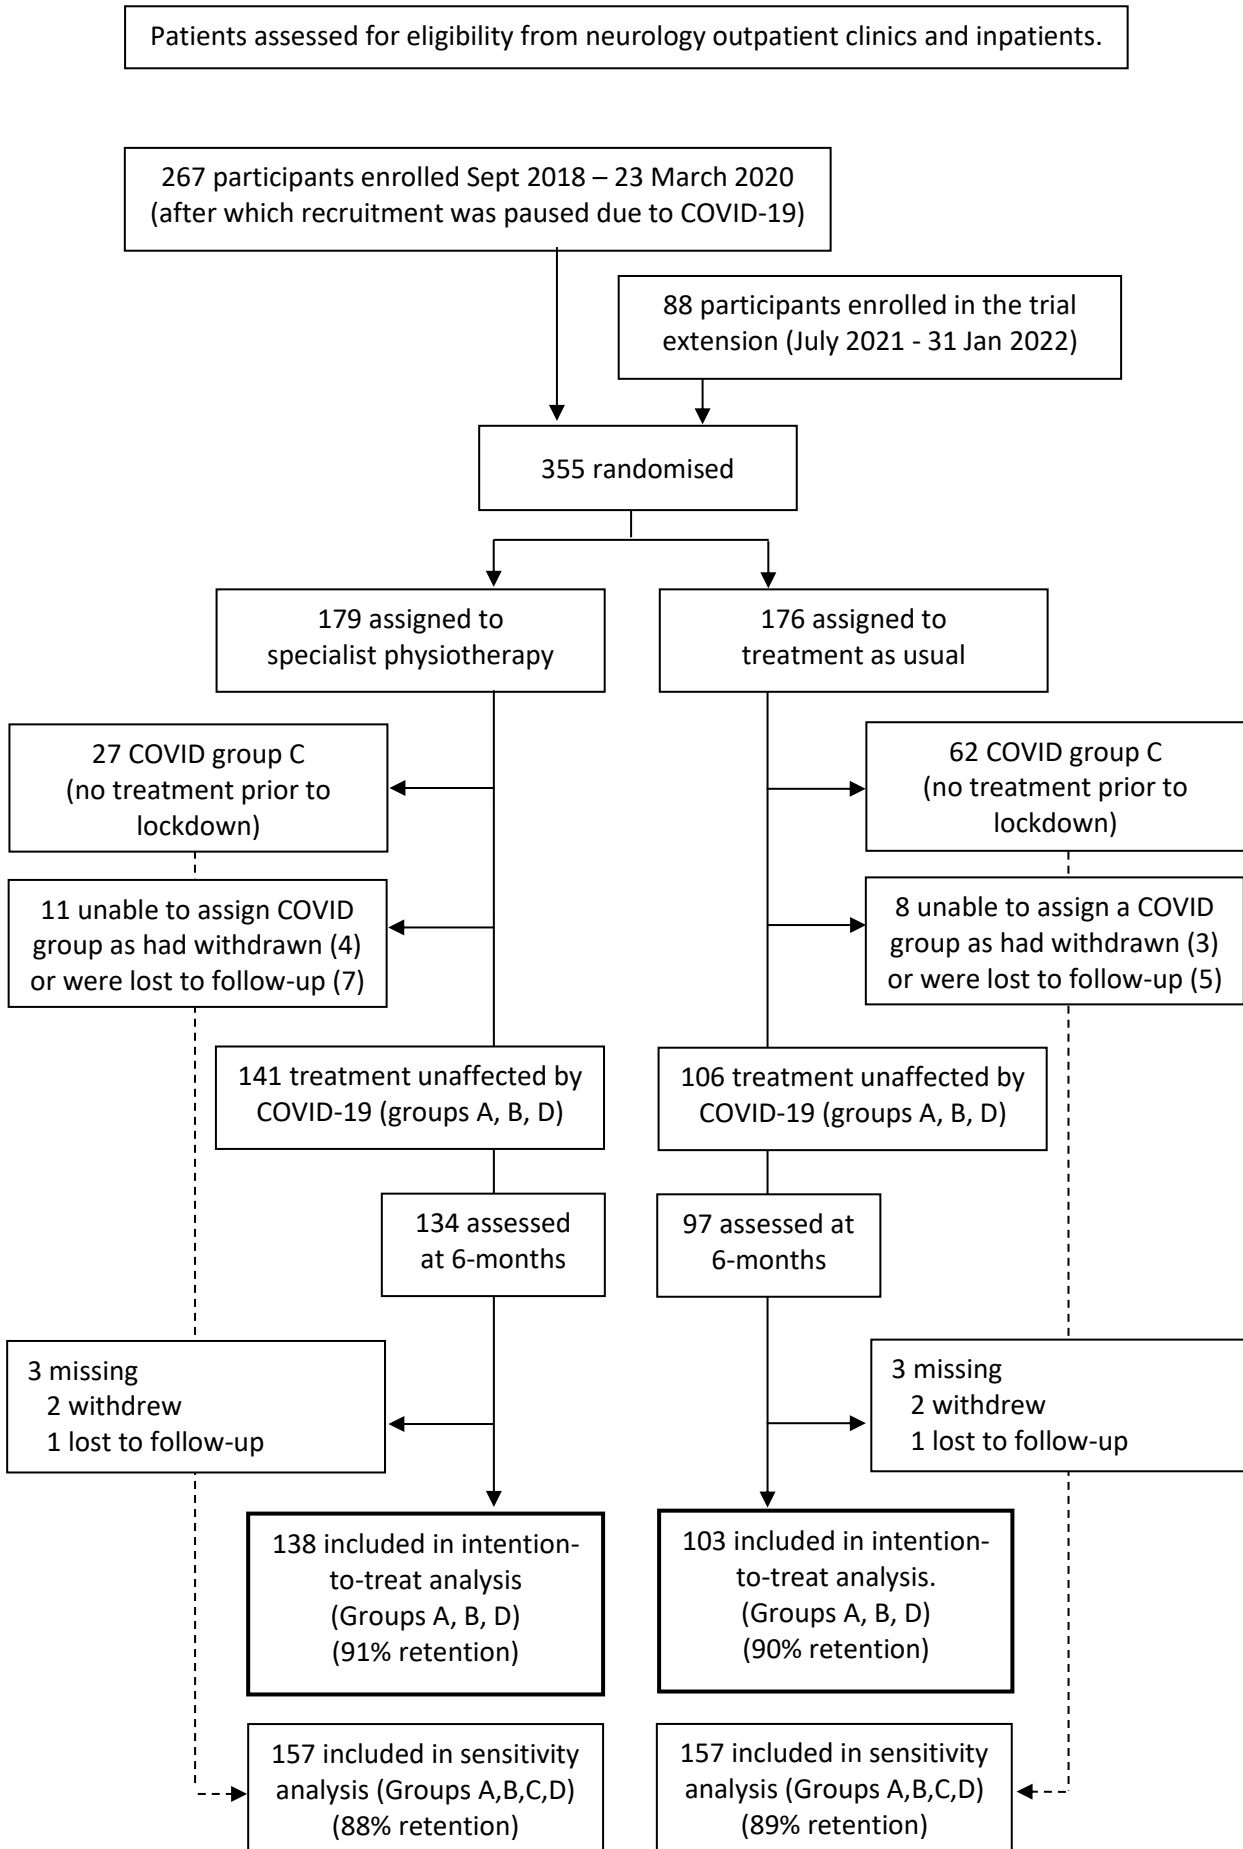 Patients assessed for eligibility from neurology outpatient clinics and inpatients.
267 participants enrolled Sept 2018 – 23 March 2020
(after which recruitment was paused due to COVID-19)
88 participants enrolled in the trial
extension (July 2021 - 31 Jan 2022)
355 randomised
179 assigned to
specialist physiotherapy
176 assigned to
treatment as usual
27 COVID group C
(no treatment prior to
lockdown)
62 COVID group C
(no treatment prior to
lockdown)
11 unable to assign COVID
group as had withdrawn (4)
or were lost to follow-up (7)
8 unable to assign a COVID
group as had withdrawn (3)
or were lost to follow-up (5)
141 treatment unaffected by
COVID-19 (groups A, B, D)
106 treatment unaffected by
COVID-19 (groups A, B, D)
134 assessed
at 6-months
97 assessed at
6-months
3 missing
2 withdrew
1 lost to follow-up
3 missing
2 withdrew
1 lost to follow-up
138 included in intention-
to-treat analysis
(Groups A, B, D)
(91% retention)
103 included in intention-
to-treat analysis.
(Groups A, B, D)
(90% retention)
157 included in sensitivity
analysis (Groups A,B,C,D)
(88% retention)
157 included in sensitivity
analysis (Groups A,B,C,D)
(89% retention)